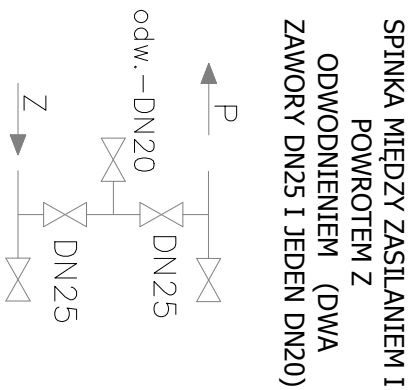 SPINKA MIĘDZY ZASILANIEM I
POWROTEM Z
ODWODNIENIEM (DWA
ZAWORY DN25 I JEDEN DN20)
P
odw.-DN20
DN25
Z
DN25